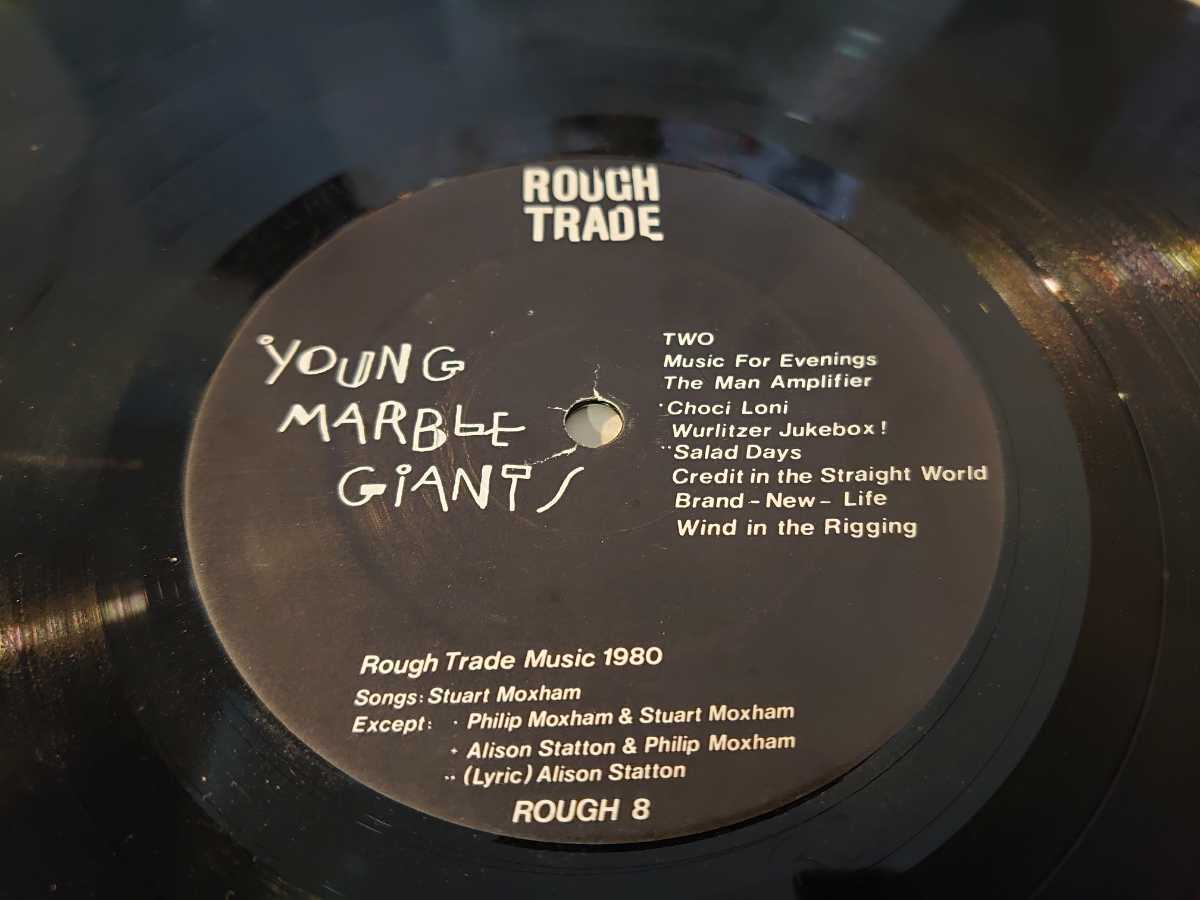 ROUGH
TRADE
YOUNG
MARBLE
GIANTS
TWO
Music For Evenings
The Man Amplifier
·Choci Loni
Wurlitzer Jukebox!
··Salad Days
Credit in the Straight World
Brand-New-Life
Wind in the Rigging
Rough Trade Music 1980
Songs: Stuart Moxham
Except: · Philip Moxham & Stuart Moxham
+ Alison Statton & Philip Moxham
·· (Lyric) Alison Statton
ROUGH 8